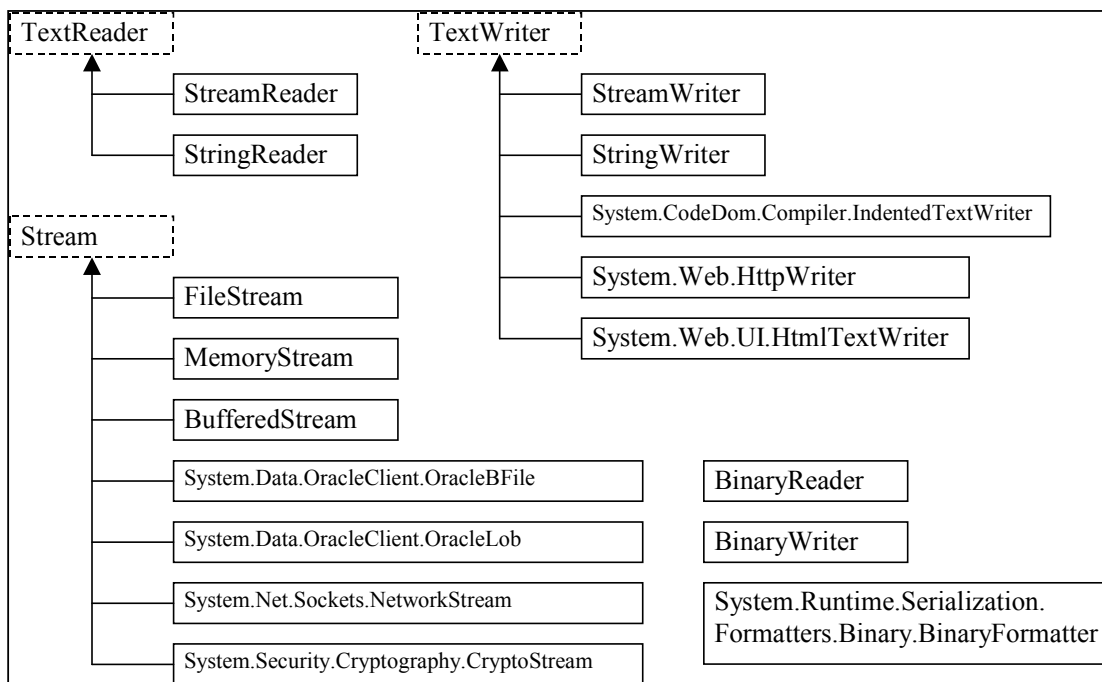 TextReader
StreamReader
StringReader
TextWriter
StreamWriter
StringWriter
System.CodeDom.Compiler.IndentedTextWriter
System.Web.HttpWriter
System.Web.UI.HtmlTextWriter
Stream
FileStream
MemoryStream
BufferedStream
System.Data.OracleClient.OracleBFile
System.Data.OracleClient.OracleLob
System.Net.Sockets.NetworkStream
System.Security.Cryptography.CryptoStream
BinaryReader
BinaryWriter
System.Runtime.Serialization.
Formatters.Binary.BinaryFormatter